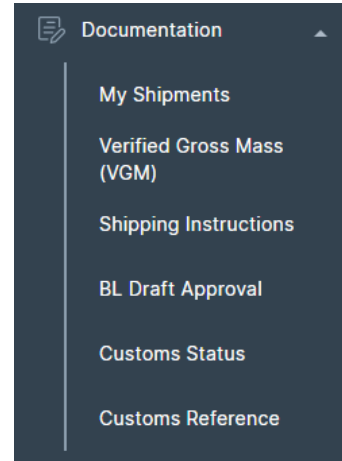 Documentation
My Shipments
Verified Gross Mass
(VGM)
Shipping Instructions
BL Draft Approval
Customs Status
Customs Reference